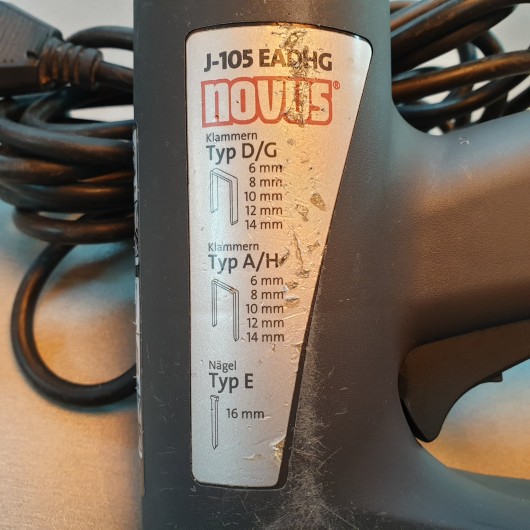 J-105 EADHG
novus®
Klammern
Typ D/G
6 mm
8 mm
10 mm
12 mm
14 mm
Klammern
Typ A/H
6 mm
8 mm
10 mm
12 mm
14 mm
Nägel
Typ E
16 mm